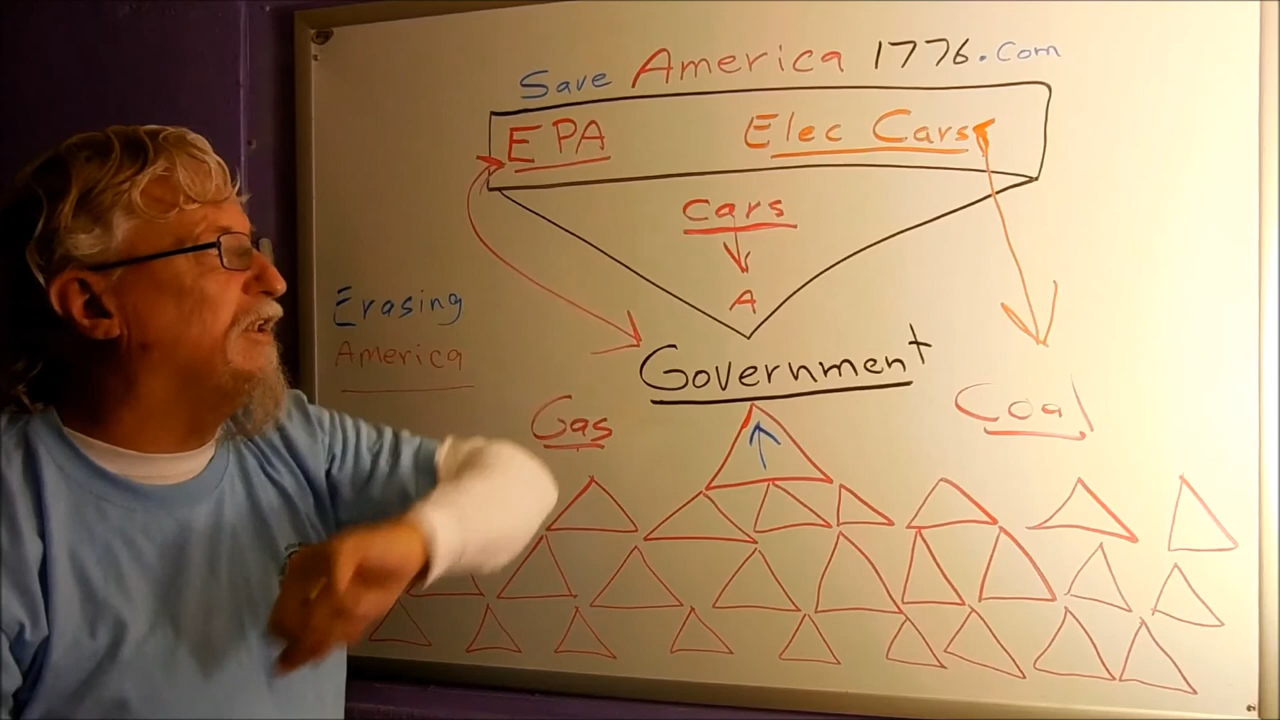 Save America 1776.com
EPA
Elec Cars
Cars
A
Erasing
America
Government
Gas
Coal